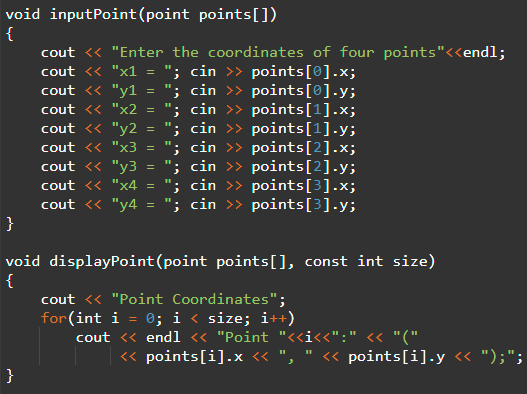 void inputPoint(point points[])
{
    cout << "Enter the coordinates of four points"<<endl;
    cout << "x1 = "; cin >> points[0].x;
    cout << "y1 = "; cin >> points[0].y;
    cout << "x2 = "; cin >> points[1].x;
    cout << "y2 = "; cin >> points[1].y;
    cout << "x3 = "; cin >> points[2].x;
    cout << "y3 = "; cin >> points[2].y;
    cout << "x4 = "; cin >> points[3].x;
    cout << "y4 = "; cin >> points[3].y;
}

void displayPoint(point points[], const int size)
{
    cout << "Point Coordinates";
    for(int i = 0; i < size; i++)
        cout << endl << "Point "<<i<<":" << "("
             << points[i].x << ", " << points[i].y << ");";
}